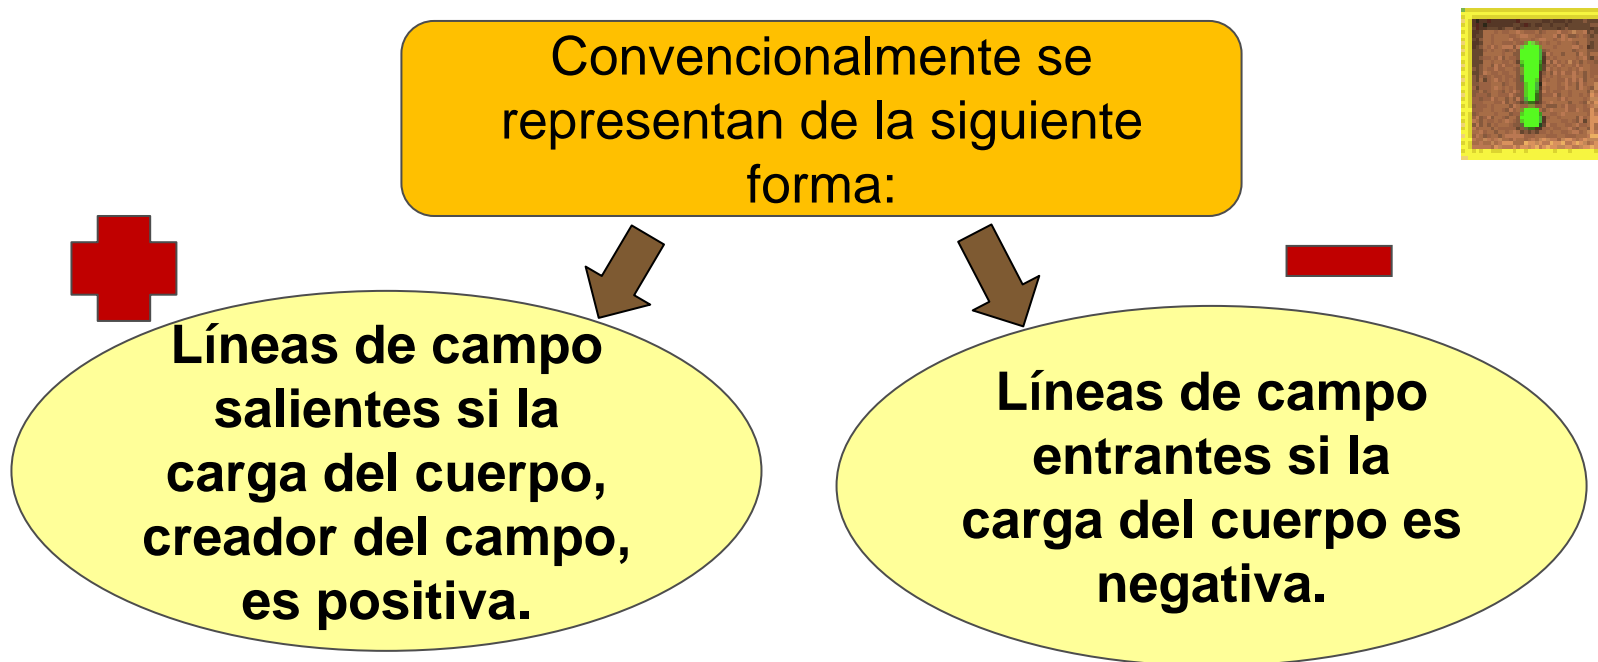 Convencionalmente se
representan de la siguiente
forma:
Líneas de campo
salientes si la
carga del cuerpo,
creador del campo,
es positiva.
Líneas de campo
entrantes si la
carga del cuerpo es
negativa.